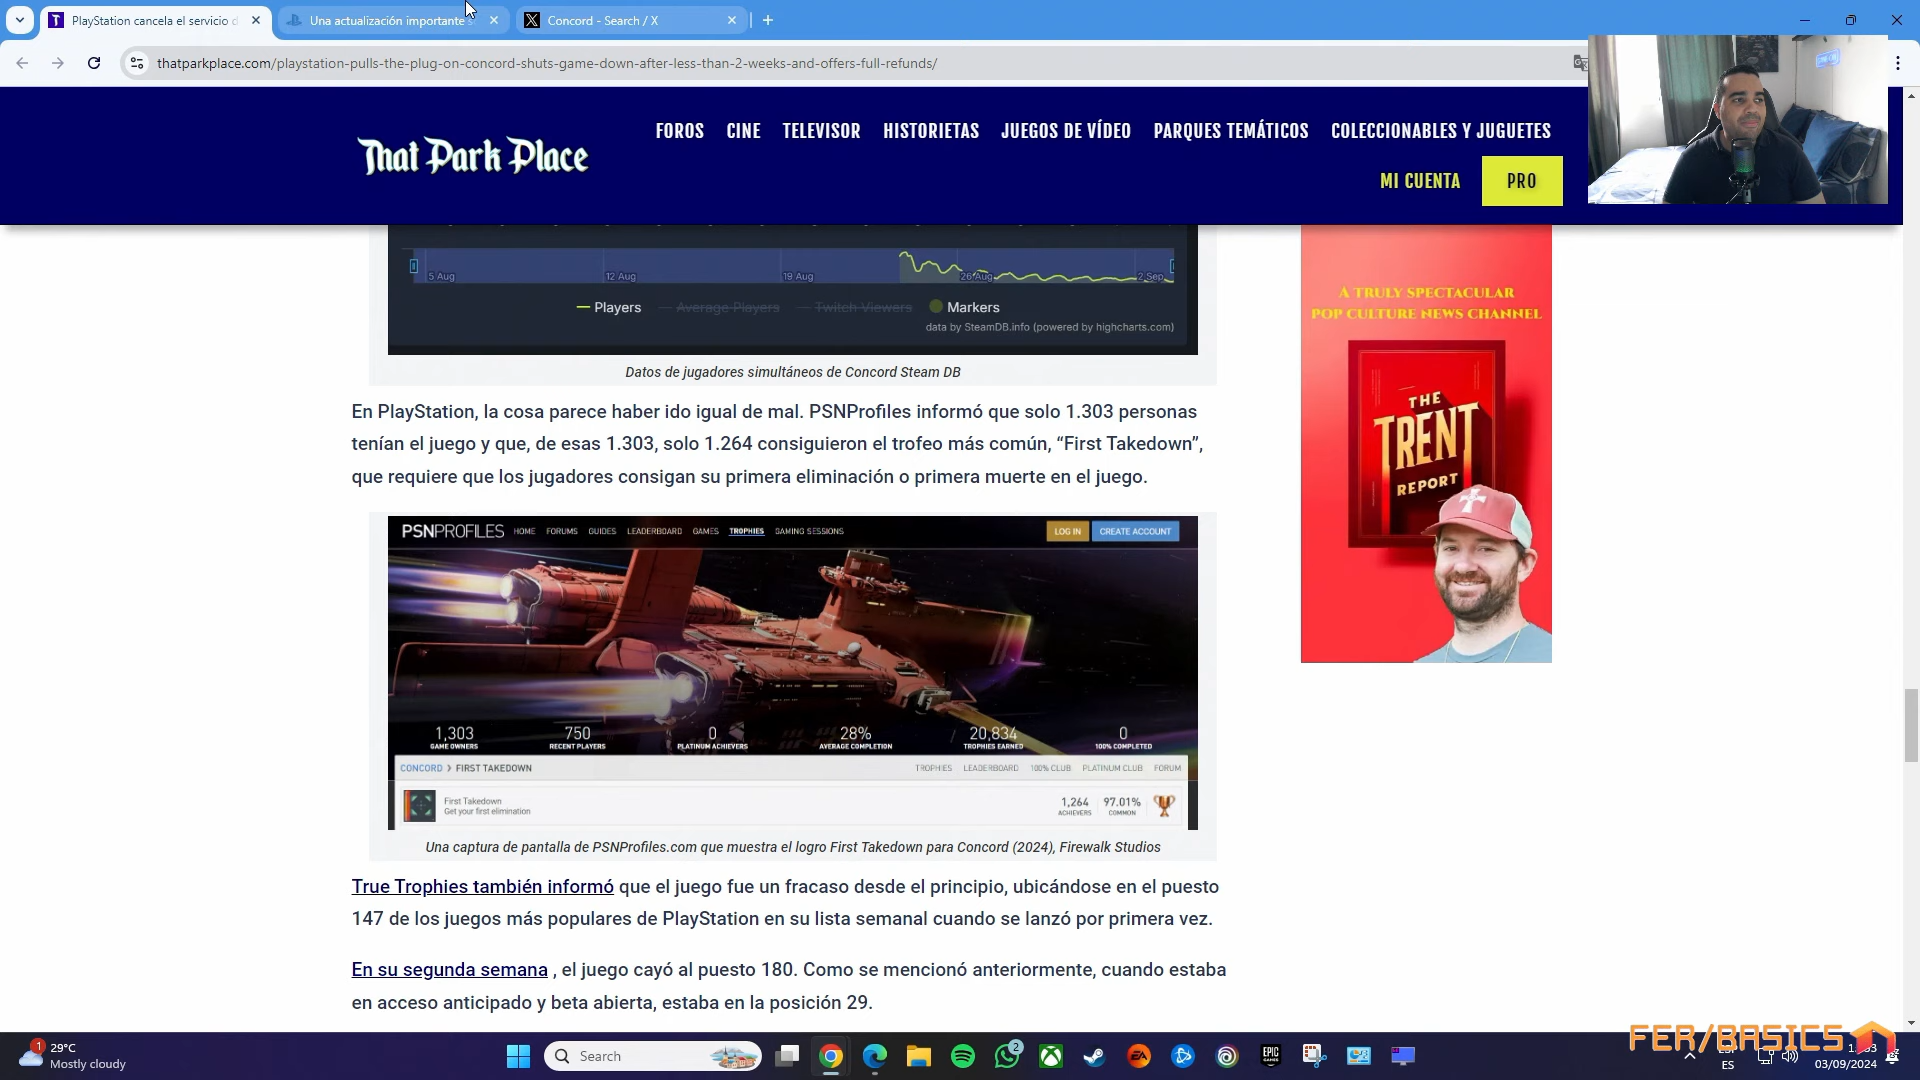 PlayStation cancela el servicio d
Una actualización importante s
Concord - Search / X
thatparkplace.com/playstation-pulls-the-plug-on-concord-shuts-game-down-after-less-than-2-weeks-and-offers-full-refunds/
That Park Place
FOROS CINE TELEVISOR HISTORIETAS JUEGOS DE VÍDEO PARQUES TEMÁTICOS COLECCIONABLES Y JUGUETES
MI CUENTA PRO
5 Aug 12 Aug 19 Aug 26 Aug 2 Sep
Players Average Players Twitch Viewers Markers
data by SteamDB.info (powered by highcharts.com)
Datos de jugadores simultáneos de Concord Steam DB
En PlayStation, la cosa parece haber ido igual de mal. PSNProfiles informó que solo 1.303 personas
tenían el juego y que, de esas 1.303, solo 1.264 consiguieron el trofeo más común, “First Takedown”,
que requiere que los jugadores consigan su primera eliminación o primera muerte en el juego.
PSNPROFILES HOME FORUMS GUIDES LEADERBOARD GAMES TROPHIES GAMING SESSIONS LOG IN CREATE ACCOUNT
1,303 750 0 28% 20,834 0
GAME OWNERS RECENT PLAYERS PLATINUM ACHIEVERS AVERAGE COMPLETION TROPHIES EARNED 100% COMPLETED
CONCORD > FIRST TAKEDOWN TROPHIES LEADERBOARD 100% CLUB PLATINUM CLUB FORUM
First Takedown 1,264 97.01%
Get your first elimination ACHIEVERS COMMON
Una captura de pantalla de PSNProfiles.com que muestra el logro First Takedown para Concord (2024), Firewalk Studios
True Trophies también informó que el juego fue un fracaso desde el principio, ubicándose en el puesto
147 de los juegos más populares de PlayStation en su lista semanal cuando se lanzó por primera vez.
En su segunda semana , el juego cayó al puesto 180. Como se mencionó anteriormente, cuando estaba
en acceso anticipado y beta abierta, estaba en la posición 29.
A TRULY SPECTACULAR
POP CULTURE NEWS CHANNEL
THE
TRENT
REPORT
FER/BASICS
1
29°C
Mostly cloudy
Search
2
EPIC
GAMES
ES
03/09/2024